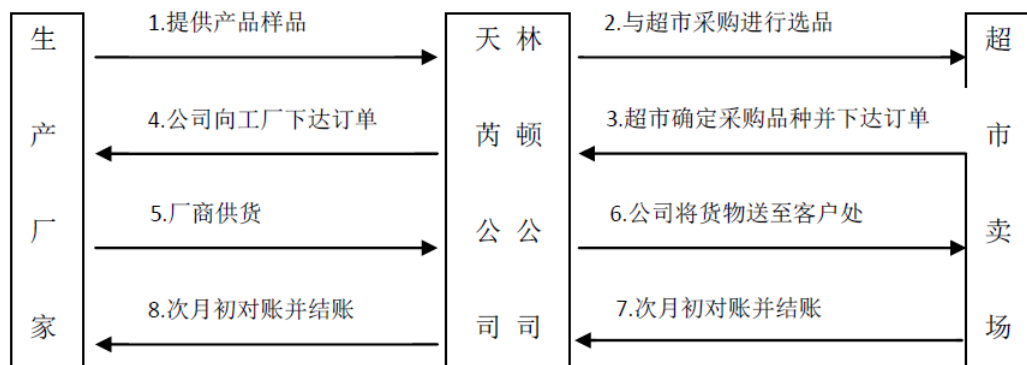 生产厂家
1.提供产品样品
天芮公司
林顿公司
2.与超市采购进行选品
超市卖场
4.公司向工厂下达订单
3.超市确定采购品种并下达订单
5.厂商供货
6.公司将货物送至客户处
8.次月初对账并结账
7.次月初对账并结账